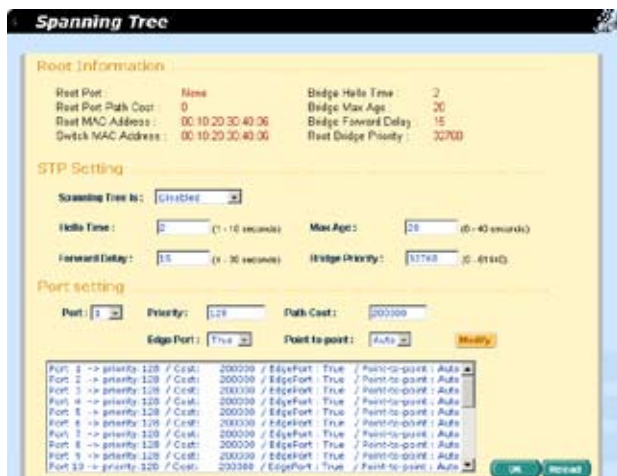 Spanning Tree
Root Information
Root Port : None Bridge Hello Time : 2
Root Port Path Cost : 0 Bridge Max Age : 20
Root MAC Address : 00:10:20:30:40:06 Bridge Forward Delay : 15
Switch MAC Address : 00:10:20:30:40:06 Root Bridge Priority : 32768
STP Setting
Spanning Tree Is : Disabled
Hello Time : 2 (1 - 10 seconds) Max Age : 20 (6 - 40 seconds)
Forward Delay : 15 (4 - 30 seconds) Bridge Priority : 32768 (0 - 61440)
Port setting
Port : 1 Priority : 128 Path Cost : 200000
Edge Port : True Point to point : Auto Modify
Port 1 -> priority:128 / Cost: 200000 / EdgePort : True / Point-to-point : Auto
Port 2 -> priority:128 / Cost: 200000 / EdgePort : True / Point-to-point : Auto
Port 3 -> priority:128 / Cost: 200000 / EdgePort : True / Point-to-point : Auto
Port 4 -> priority:128 / Cost: 200000 / EdgePort : True / Point-to-point : Auto
Port 5 -> priority:128 / Cost: 200000 / EdgePort : True / Point-to-point : Auto
Port 6 -> priority:128 / Cost: 200000 / EdgePort : True / Point-to-point : Auto
Port 7 -> priority:128 / Cost: 200000 / EdgePort : True / Point-to-point : Auto
Port 8 -> priority:128 / Cost: 200000 / EdgePort : True / Point-to-point : Auto
Port 9 -> priority:128 / Cost: 200000 / EdgePort : True / Point-to-point : Auto
Port 10 -> priority:128 / Cost: 200000 / EdgePort : True / Point-to-point : Auto
OK Reload